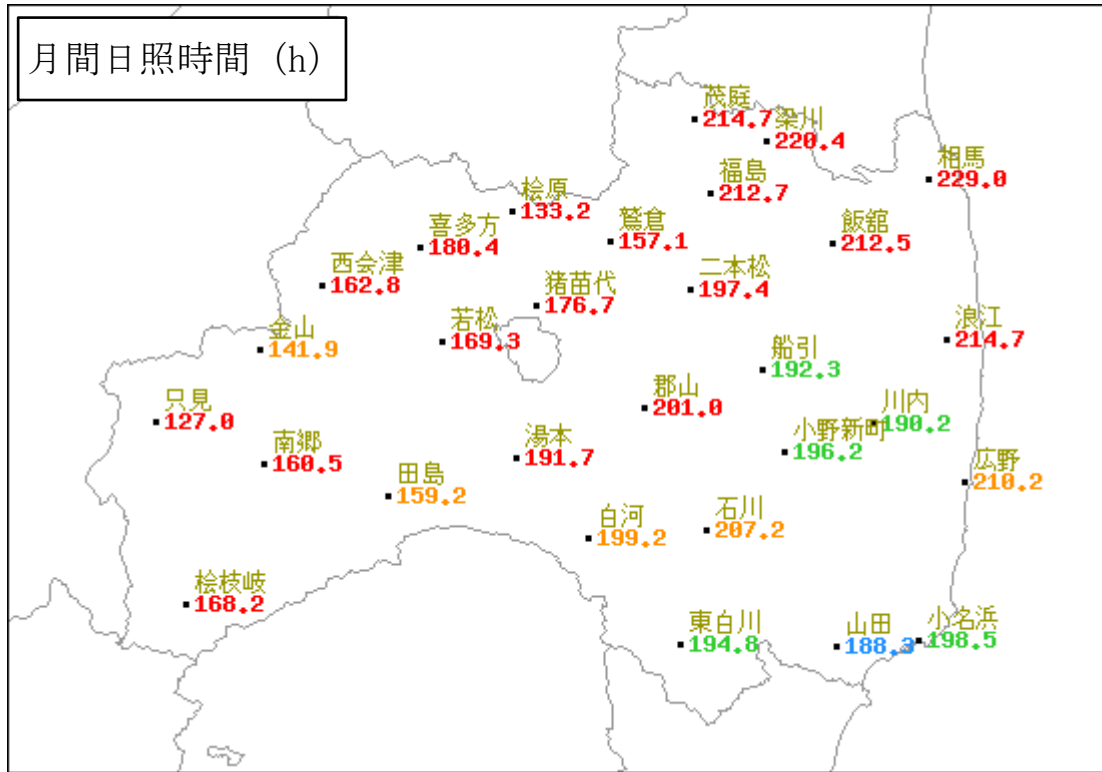 月間日照時間 (h)
茂庭
214.7
梁川
220.4
相馬
229.0
福島
212.7
桧原
133.2
鷲倉
157.1
飯舘
212.5
喜多方
180.4
西会津
162.8
二本松
197.4
猪苗代
176.7
若松
169.3
金山
141.9
浪江
214.7
船引
192.3
郡山
201.0
只見
127.0
川内
190.2
小野新町
196.2
湯本
191.7
南郷
160.5
広野
210.2
田島
159.2
石川
207.2
白河
199.2
桧枝岐
168.2
東白川
194.8
山田
188.3
小名浜
198.5